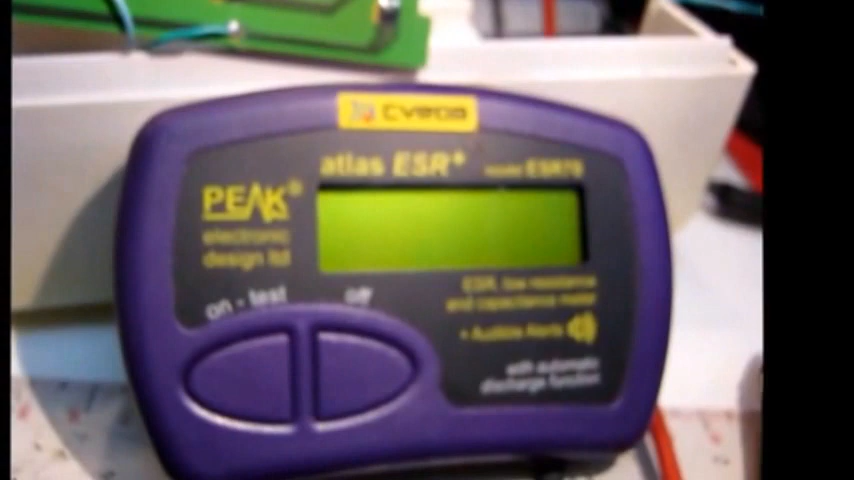 atlas ESR+ model ESR70
PEAK®
electronic
design ltd
ESR, low resistance
and capacitance meter
on - test off
+ Audible Alerts
with automatic
discharge function